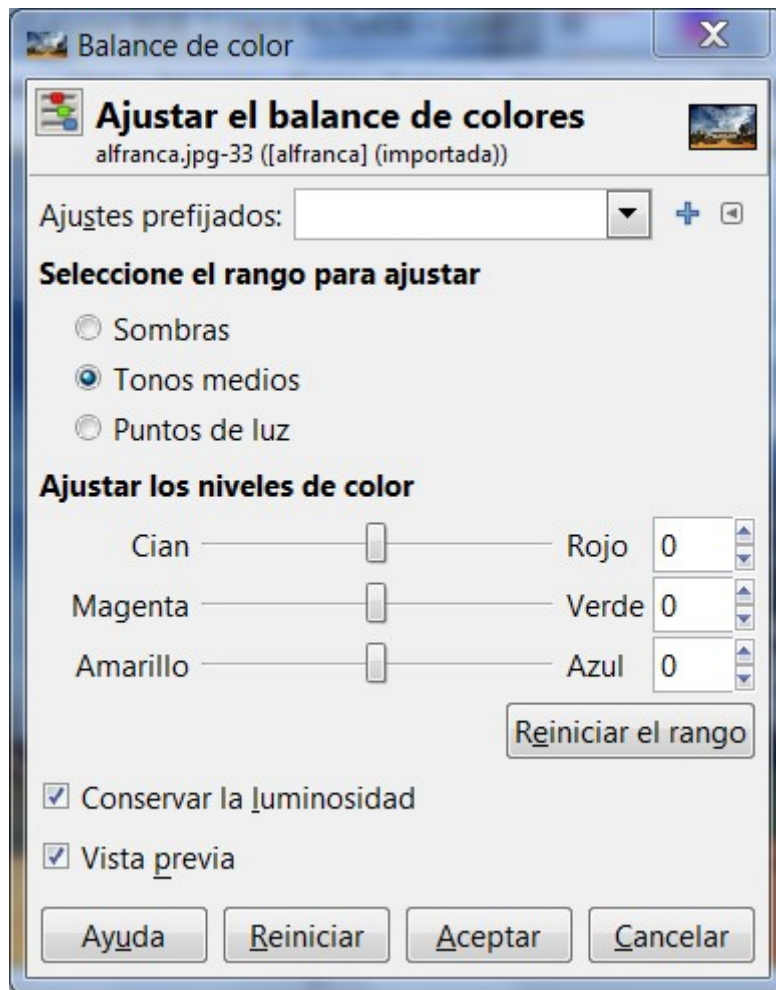 Balance de color
Ajustar el balance de colores
alfranca.jpg-33 ([alfranca] (importada))
Ajustes prefijados:
Seleccione el rango para ajustar
Sombras
Tonos medios
Puntos de luz
Ajustar los niveles de color
Cian Rojo 0
Magenta Verde 0
Amarillo Azul 0
Reiniciar el rango
Conservar la luminosidad
Vista previa
Ayuda Reiniciar Aceptar Cancelar